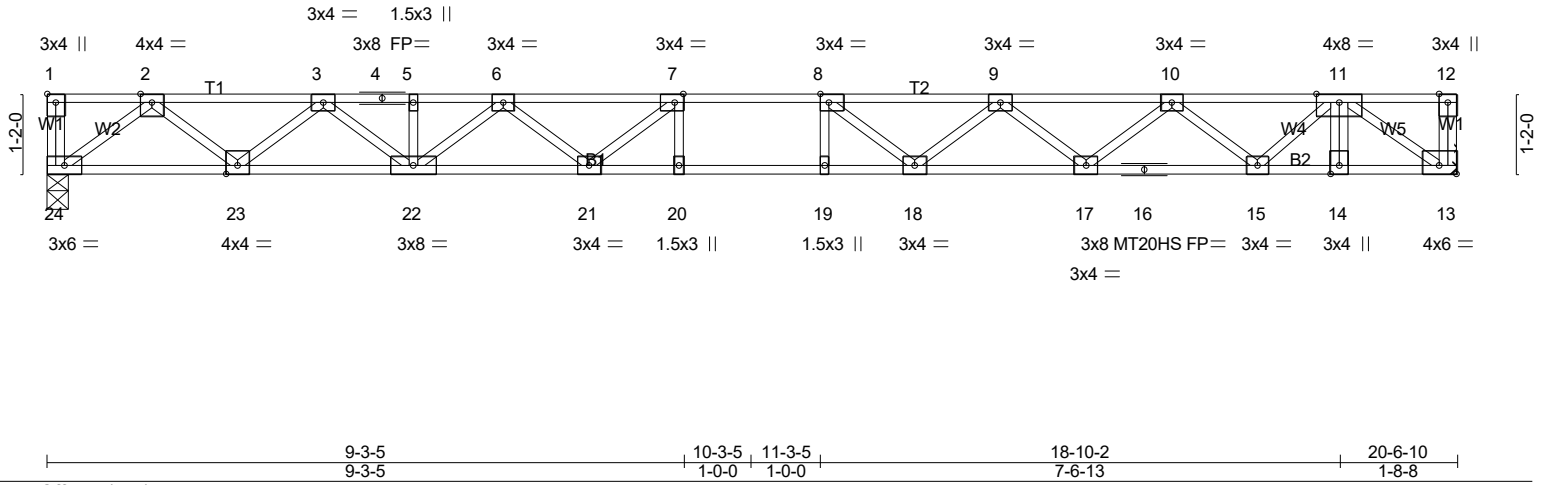 3x4 = 1.5x3 ||
3x4 || 4x4 = 3x8 FP= 3x4 = 3x4 = 3x4 = 3x4 = 3x4 = 4x8 = 3x4 ||
1 2 3 4 5 6 7 8 9 10 11 12
T1 T2
1-2-0 W1 W2 W4 W5 W1 1-2-0
B1 B2
24 23 22 21 20 19 18 17 16 15 14 13
3x6 = 4x4 = 3x8 = 3x4 = 1.5x3 || 1.5x3 || 3x4 = 3x8 MT20HS FP= 3x4 = 3x4 || 4x6 =
3x4 =
9-3-5 10-3-5 11-3-5 18-10-2 20-6-10
9-3-5 1-0-0 1-0-0 7-6-13 1-8-8